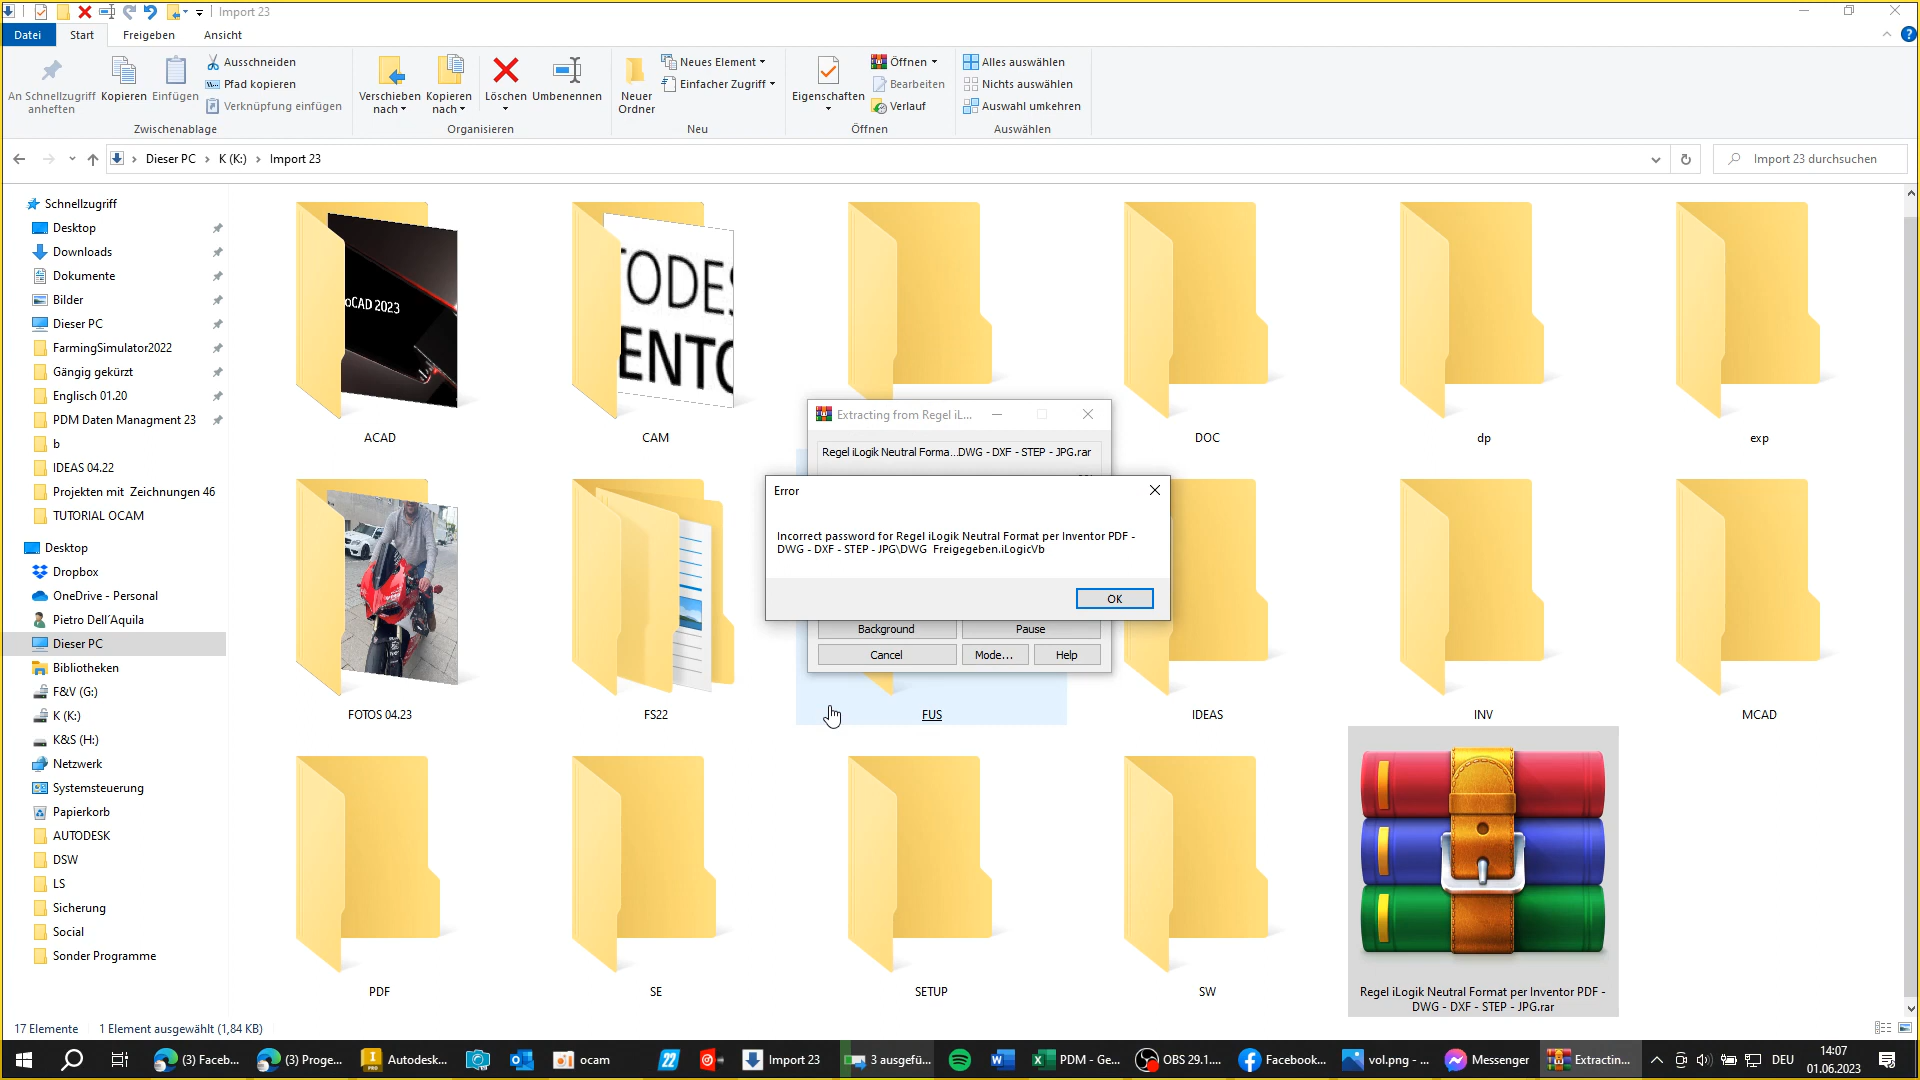 Import 23
Datei
Start
Freigeben
Ansicht
An Schnellzugriff
anheften
Kopieren
Einfügen
Ausschneiden
Pfad kopieren
Verknüpfung einfügen
Zwischenablage
Verschieben
nach
Kopieren
nach
Löschen
Umbenennen
Organisieren
Neuer
Ordner
Neues Element
Einfacher Zugriff
Neu
Eigenschaften
Öffnen
Bearbeiten
Verlauf
Öffnen
Alles auswählen
Nichts auswählen
Auswahl umkehren
Auswählen
Dieser PC > K (K:) > Import 23
Import 23 durchsuchen
Schnellzugriff
Desktop
Downloads
Dokumente
Bilder
Dieser PC
FarmingSimulator2022
Gängig gekürzt
Englisch 01.20
PDM Daten Managment 23
b
IDEAS 04.22
Projekten mit Zeichnungen 46
TUTORIAL OCAM
Desktop
Dropbox
OneDrive - Personal
Pietro Dell´Aquila
Dieser PC
Bibliotheken
F&V (G:)
K (K:)
K&S (H:)
Netzwerk
Systemsteuerung
Papierkorb
AUTODESK
DSW
LS
Sicherung
Social
Sonder Programme
oCAD 2023
TODES
ENTO
ACAD
CAM
DOC
dp
exp
Extracting from Regel iL...
Regel iLogik Neutral Forma...DWG - DXF - STEP - JPG.rar
Error
Incorrect password for Regel iLogik Neutral Format per Inventor PDF -
DWG - DXF - STEP - JPG\DWG Freigegeben.iLogicVb
OK
Background
Pause
Cancel
Mode...
Help
FOTOS 04.23
FS22
FUS
IDEAS
INV
MCAD
PDF
SE
SETUP
SW
Regel iLogik Neutral Format per Inventor PDF -
DWG - DXF - STEP - JPG.rar
17 Elemente
1 Element ausgewählt (1,84 KB)
(3) Faceb...
(3) Proge...
Autodesk...
ocam
22
Import 23
3 ausgefü...
PDM - Ge...
OBS 29.1....
Facebook...
vol.png - ...
Messenger
Extractin...
DEU
14:07
01.06.2023